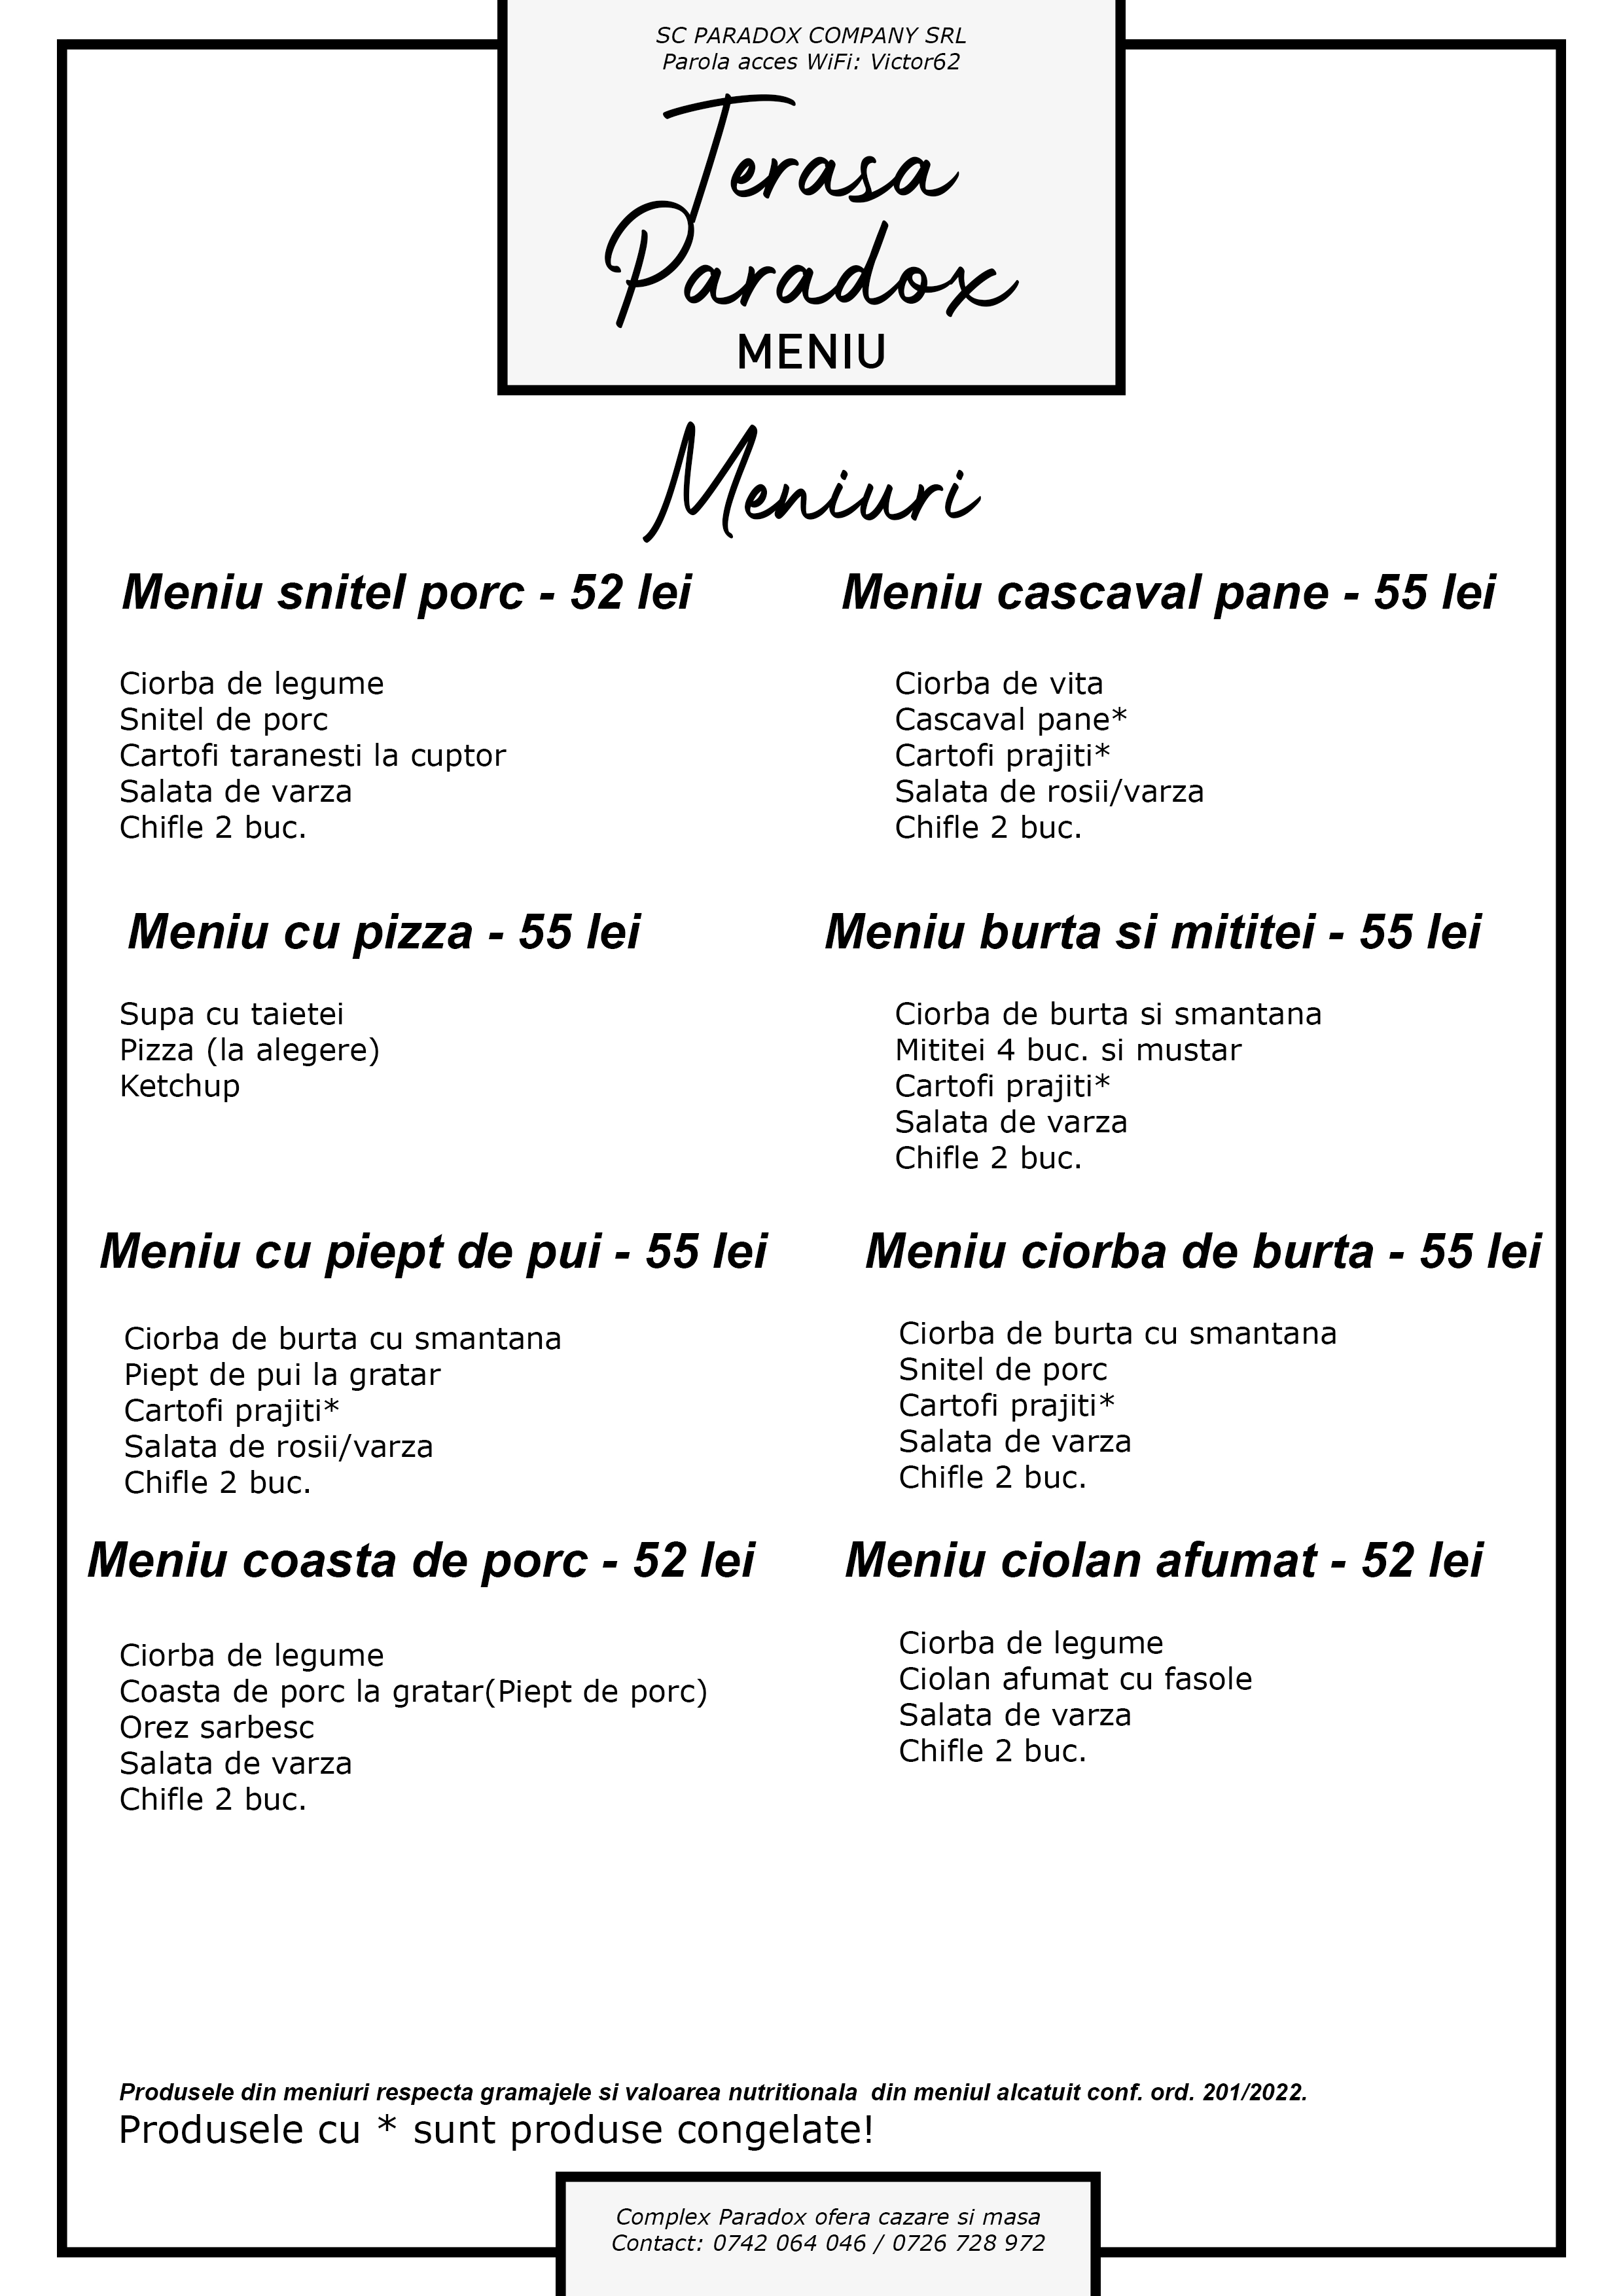 SC PARADOX COMPANY SRL
Parola acces WiFi: Victor62
Terasa
Paradox
MENIU
Meniuri
Meniu snitel porc - 52 lei
Ciorba de legume
Snitel de porc
Cartofi taranesti la cuptor
Salata de varza
Chifle 2 buc.
Meniu cascaval pane - 55 lei
Ciorba de vita
Cascaval pane*
Cartofi prajiti*
Salata de rosii/varza
Chifle 2 buc.
Meniu cu pizza - 55 lei
Supa cu taietei
Pizza (la alegere)
Ketchup
Meniu burta si mititei - 55 lei
Ciorba de burta si smantana
Mititei 4 buc. si mustar
Cartofi prajiti*
Salata de varza
Chifle 2 buc.
Meniu cu piept de pui - 55 lei
Ciorba de burta cu smantana
Piept de pui la gratar
Cartofi prajiti*
Salata de rosii/varza
Chifle 2 buc.
Meniu ciorba de burta - 55 lei
Ciorba de burta cu smantana
Snitel de porc
Cartofi prajiti*
Salata de varza
Chifle 2 buc.
Meniu coasta de porc - 52 lei
Ciorba de legume
Coasta de porc la gratar(Piept de porc)
Orez sarbesc
Salata de varza
Chifle 2 buc.
Meniu ciolan afumat - 52 lei
Ciorba de legume
Ciolan afumat cu fasole
Salata de varza
Chifle 2 buc.
Produsele din meniuri respecta gramajele si valoarea nutritionala  din meniul alcatuit conf. ord. 201/2022.
Produsele cu * sunt produse congelate!
Complex Paradox ofera cazare si masa
Contact: 0742 064 046 / 0726 728 972